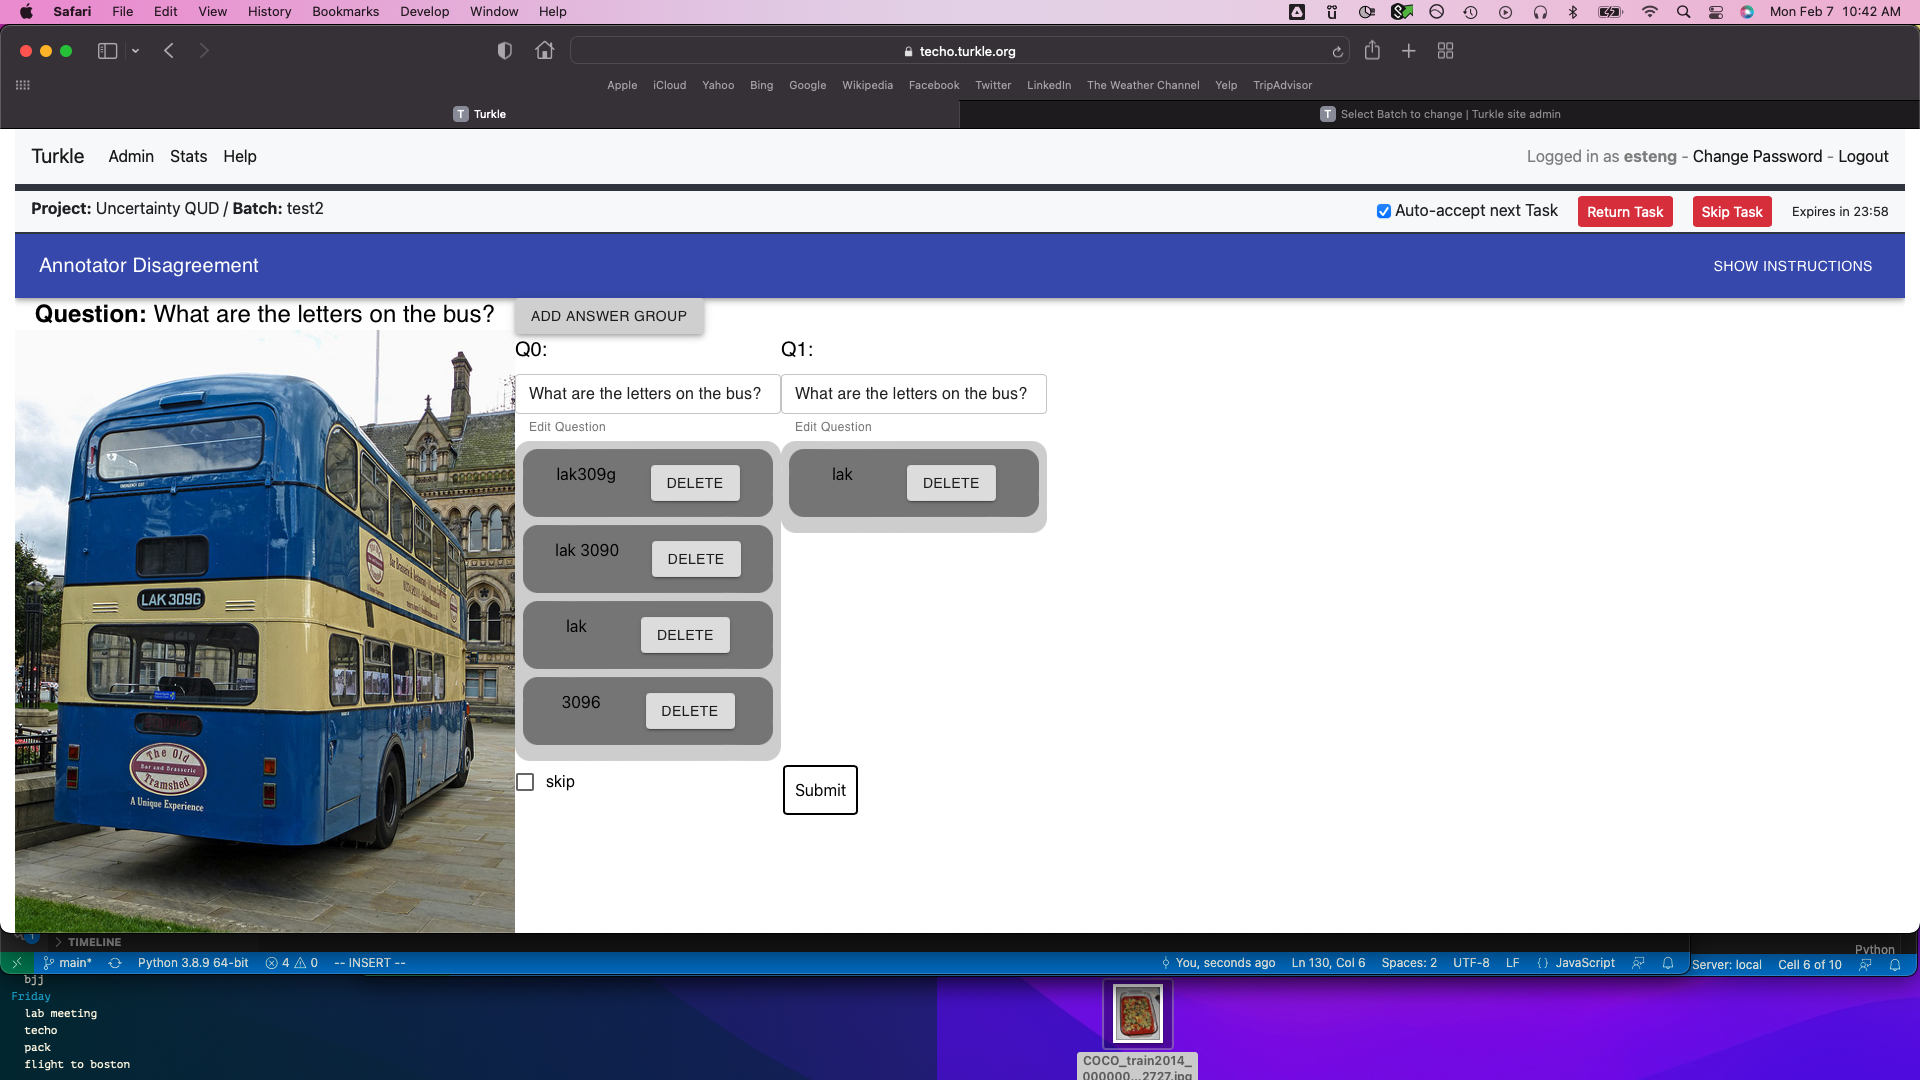 Safari File Edit View History Bookmarks Develop Window Help
Mon Feb 7 10:42 AM
techo.turkle.org
Apple iCloud Yahoo Bing Google Wikipedia Facebook Twitter LinkedIn The Weather Channel Yelp TripAdvisor
T Turkle
T Select Batch to change | Turkle site admin
Turkle Admin Stats Help
Logged in as esteng - Change Password - Logout
Project: Uncertainty QUD / Batch: test2
Auto-accept next Task Return Task Skip Task Expires in 23:58
Annotator Disagreement
SHOW INSTRUCTIONS
Question: What are the letters on the bus?
ADD ANSWER GROUP
Q0:
What are the letters on the bus?
Edit Question
lak309g DELETE
lak 3090 DELETE
lak DELETE
3096 DELETE
skip
Q1:
What are the letters on the bus?
Edit Question
lak DELETE
Submit
LAK 309G
The Old
Bar and Brasserie
Tramshed
A Unique Experience
TIMELINE
Python
main* Python 3.8.9 64-bit 4 0 -- INSERT --
You, seconds ago Ln 130, Col 6 Spaces: 2 UTF-8 LF {} JavaScript
Server: local Cell 6 of 10
bjj
Friday
lab meeting
techo
pack
flight to boston
COCO_train2014_
000000...2727.jpg